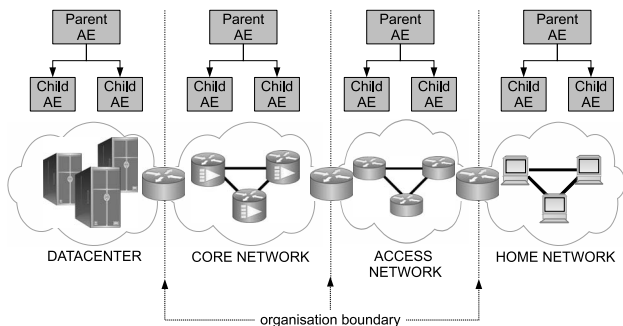 Parent
AE
Child
AE
Child
AE
Parent
AE
Child
AE
Child
AE
Parent
AE
Child
AE
Child
AE
Parent
AE
Child
AE
Child
AE
DATACENTER
CORE NETWORK
ACCESS
NETWORK
HOME NETWORK
organisation boundary